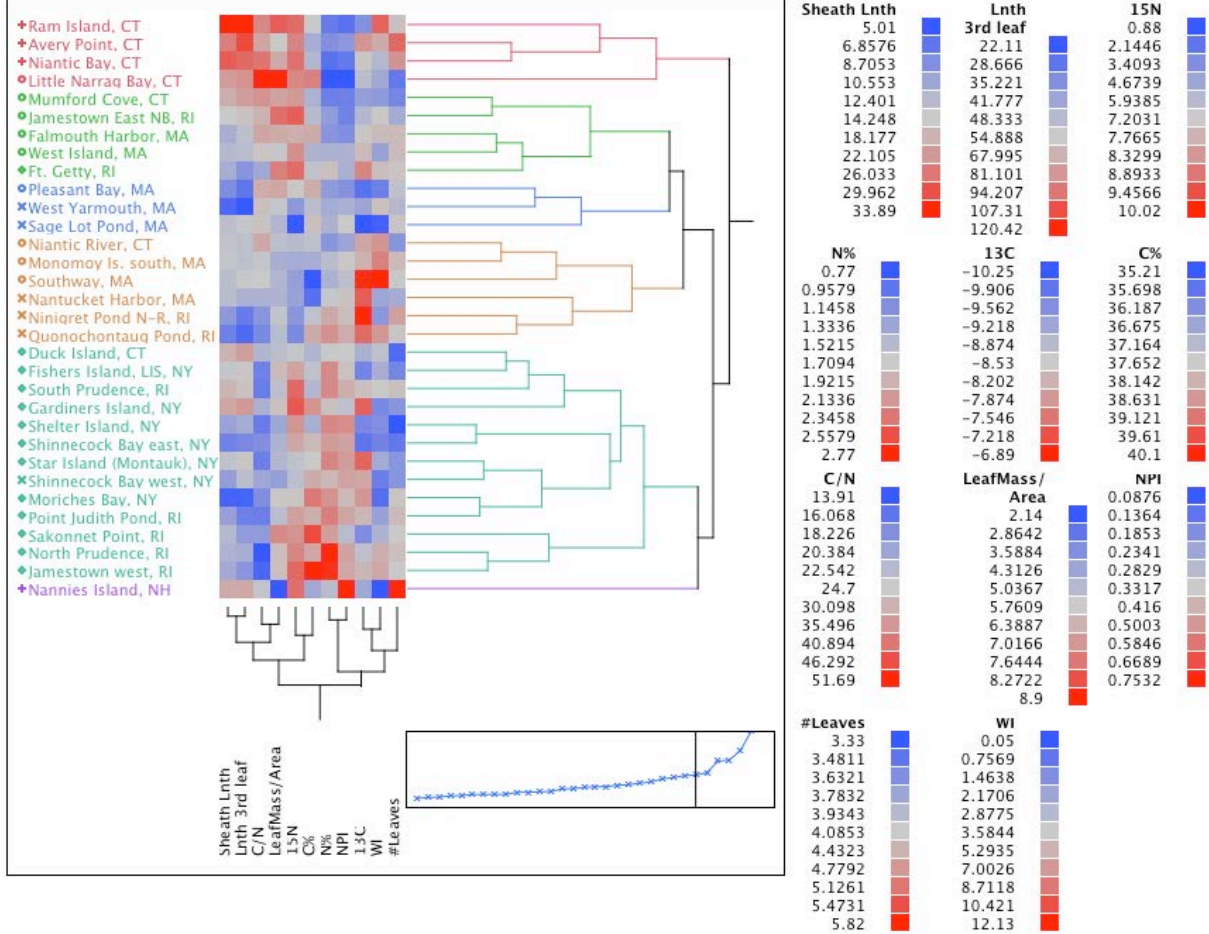 Ram Island, CT
Avery Point, CT
Niantic Bay, CT
Little Narrag Bay, CT
Mumford Cove, CT
Jamestown East NB, RI
Falmouth Harbor, MA
West Island, MA
Ft. Getty, RI
Pleasant Bay, MA
West Yarmouth, MA
Sage Lot Pond, MA
Niantic River, CT
Monomoy Is. south, MA
Southway, MA
Nantucket Harbor, MA
Ninigret Pond N-R, RI
Quonochontaug Pond, RI
Duck Island, CT
Fishers Island, LIS, NY
South Prudence, RI
Gardiners Island, NY
Shelter Island, NY
Shinnecock Bay east, NY
Star Island (Montauk), NY
Shinnecock Bay west, NY
Moriches Bay, NY
Point Judith Pond, RI
Sakonnet Point, RI
North Prudence, RI
Jamestown west, RI
Nannies Island, NH
Sheath Lnth
Lnth 3rd leaf
C/N
LeafMass/Area
15N
C%
N%
NPI
13C
WI
#Leaves
Sheath Lnth
5.01
6.8576
8.7053
10.553
12.401
14.248
18.177
22.105
26.033
29.962
33.89
Lnth
3rd leaf
22.11
28.666
35.221
41.777
48.333
54.888
67.995
81.101
94.207
107.31
120.42
15N
0.88
2.1446
3.4093
4.6739
5.9385
7.2031
7.7665
8.3299
8.8933
9.4566
10.02
N%
0.77
0.9579
1.1458
1.3336
1.5215
1.7094
1.9215
2.1336
2.3458
2.5579
2.77
13C
-10.25
-9.906
-9.562
-9.218
-8.874
-8.53
-8.202
-7.874
-7.546
-7.218
-6.89
C%
35.21
35.698
36.187
36.675
37.164
37.652
38.142
38.631
39.121
39.61
40.1
C/N
13.91
16.068
18.226
20.384
22.542
24.7
30.098
35.496
40.894
46.292
51.69
LeafMass/
Area
2.14
2.8642
3.5884
4.3126
5.0367
5.7609
6.3887
7.0166
7.6444
8.2722
8.9
NPI
0.0876
0.1364
0.1853
0.2341
0.2829
0.3317
0.416
0.5003
0.5846
0.6689
0.7532
#Leaves
3.33
3.4811
3.6321
3.7832
3.9343
4.0853
4.4323
4.7792
5.1261
5.4731
5.82
WI
0.05
0.7569
1.4638
2.1706
2.8775
3.5844
5.2935
7.0026
8.7118
10.421
12.13